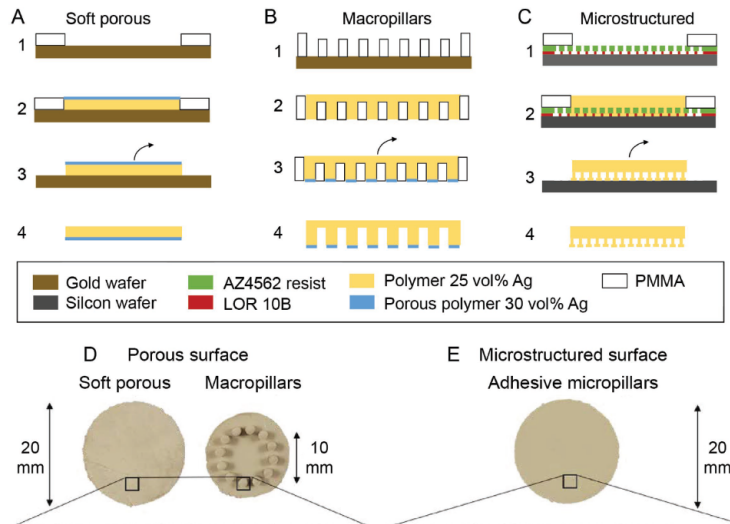 A Soft porous
B Macropillars
C Microstructured
1
2
3
4
1
2
3
4
1
2
3
4
Gold wafer
Silcon wafer
AZ4562 resist
LOR 10B
Polymer 25 vol% Ag
Porous polymer 30 vol% Ag
PMMA
D Porous surface
Soft porous
Macropillars
20
mm
10
mm
E Microstructured surface
Adhesive micropillars
20
mm